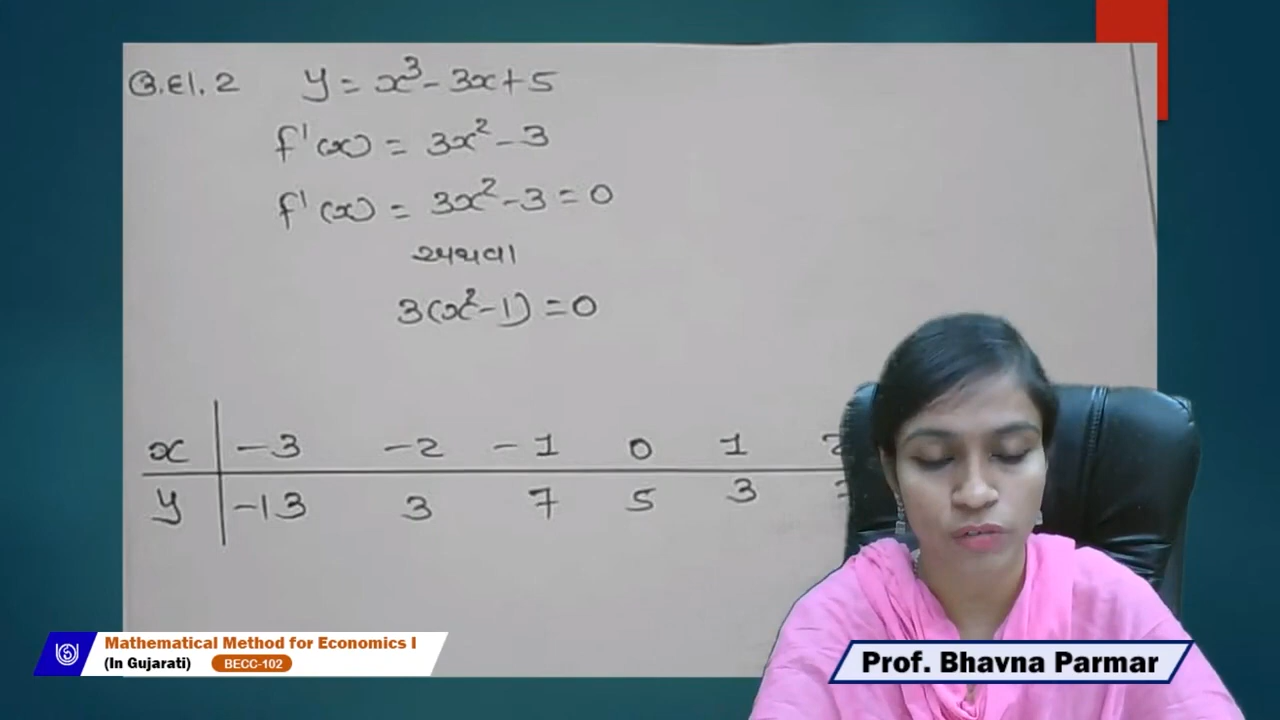 ઉ.દા. 2 y = x³ - 3x + 5
f'(x) = 3x² - 3
f'(x) = 3x² - 3 = 0
અથવા
3(x² - 1) = 0
x -3 -2 -1 0 1 2
y -13 3 7 5 3
Mathematical Method for Economics I
(In Gujarati) BECC-102
Prof. Bhavna Parmar